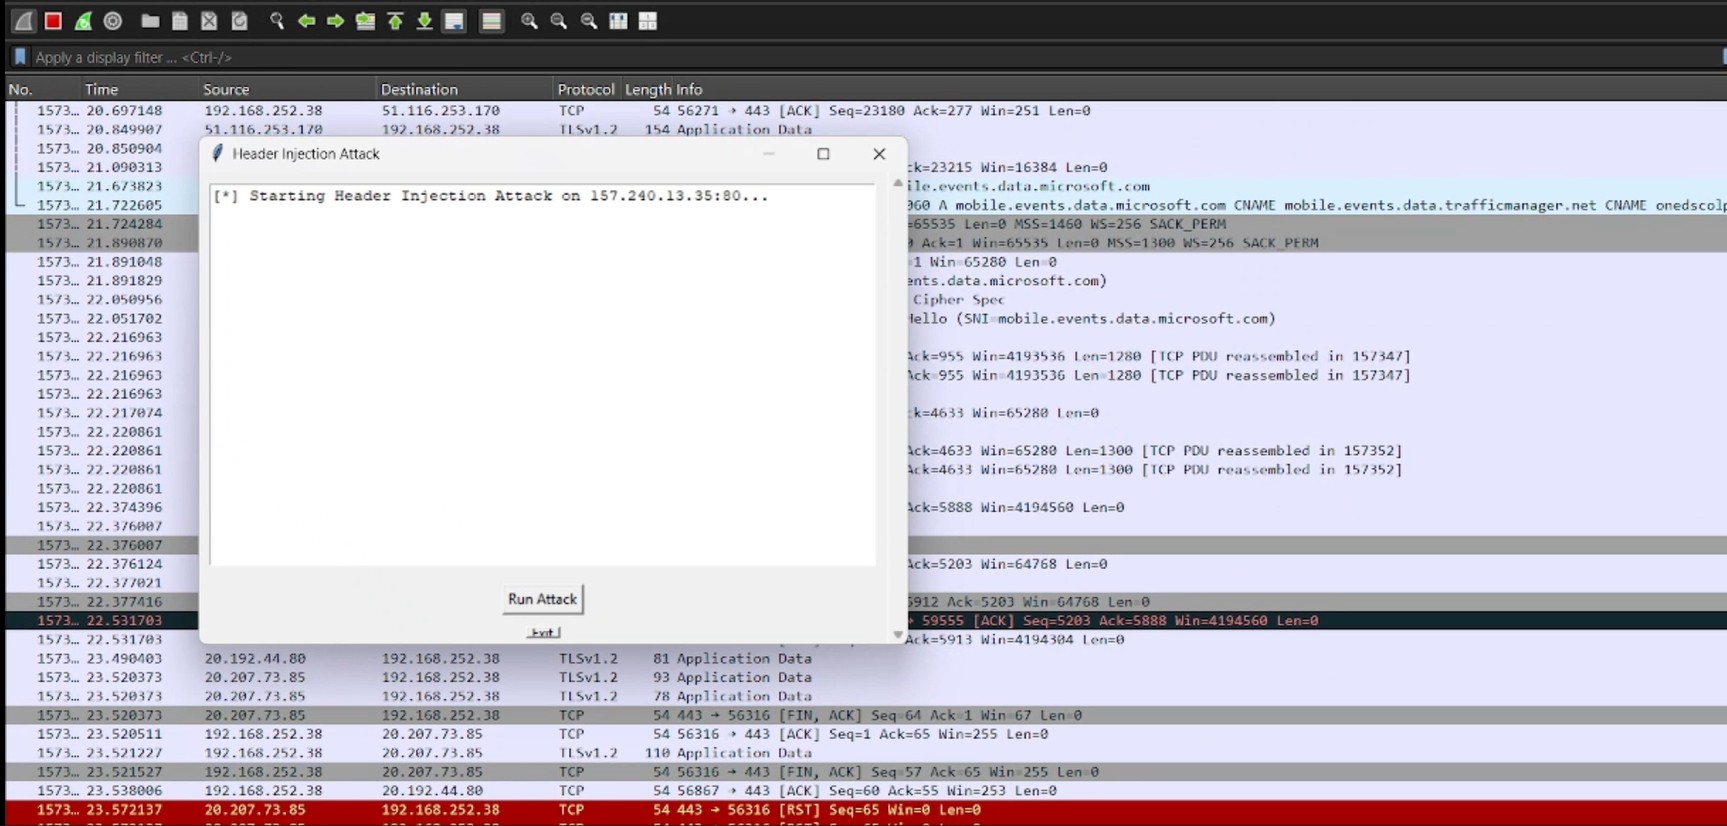 Apply a display filter ... <Ctrl-/>
No. Time Source Destination Protocol Length Info
1573... 20.697148 192.168.252.38 51.116.253.170 TCP 54 56271 → 443 [ACK] Seq=23180 Ack=277 Win=251 Len=0
1573... 20.849907 51.116.253.170 192.168.252.38 TLSv1.2 154 Application Data
1573... 20.850904
Header Injection Attack
1573... 21.090313 ck=23215 Win=16384 Len=0
1573... 21.673823 ile.events.data.microsoft.com
[*] Starting Header Injection Attack on 157.240.13.35:80...
1573... 21.722605 060 A mobile.events.data.microsoft.com CNAME mobile.events.data.trafficmanager.net CNAME onedscolp
1573... 21.724284 =65535 Len=0 MSS=1460 WS=256 SACK_PERM
1573... 21.890870 0 Ack=1 Win=65535 Len=0 MSS=1300 WS=256 SACK_PERM
1573... 21.891048 =1 Win=65280 Len=0
1573... 21.891829 ents.data.microsoft.com)
1573... 22.050956 Cipher Spec
1573... 22.051702 Hello (SNI=mobile.events.data.microsoft.com)
1573... 22.216963
1573... 22.216963 Ack=955 Win=4193536 Len=1280 [TCP PDU reassembled in 157347]
1573... 22.216963 Ack=955 Win=4193536 Len=1280 [TCP PDU reassembled in 157347]
1573... 22.216963
1573... 22.217074 ck=4633 Win=65280 Len=0
1573... 22.220861
1573... 22.220861 Ack=4633 Win=65280 Len=1300 [TCP PDU reassembled in 157352]
1573... 22.220861 Ack=4633 Win=65280 Len=1300 [TCP PDU reassembled in 157352]
1573... 22.220861
1573... 22.374396 Ack=5888 Win=4194560 Len=0
1573... 22.376007
1573... 22.376007
1573... 22.376124 Ack=5203 Win=64768 Len=0
1573... 22.377021
1573... 22.377416 5912 Ack=5203 Win=64768 Len=0
Run Attack
1573... 22.531703 → 59555 [ACK] Seq=5203 Ack=5888 Win=4194560 Len=0
Exit
1573... 22.531703 Ack=5913 Win=4194304 Len=0
1573... 23.490403 20.192.44.80 192.168.252.38 TLSv1.2 81 Application Data
1573... 23.520373 20.207.73.85 192.168.252.38 TLSv1.2 93 Application Data
1573... 23.520373 20.207.73.85 192.168.252.38 TLSv1.2 78 Application Data
1573... 23.520373 20.207.73.85 192.168.252.38 TCP 54 443 → 56316 [FIN, ACK] Seq=64 Ack=1 Win=67 Len=0
1573... 23.520511 192.168.252.38 20.207.73.85 TCP 54 56316 → 443 [ACK] Seq=1 Ack=65 Win=255 Len=0
1573... 23.521227 192.168.252.38 20.207.73.85 TLSv1.2 110 Application Data
1573... 23.521527 192.168.252.38 20.207.73.85 TCP 54 56316 → 443 [FIN, ACK] Seq=57 Ack=65 Win=255 Len=0
1573... 23.538006 192.168.252.38 20.192.44.80 TCP 54 56867 → 443 [ACK] Seq=60 Ack=55 Win=253 Len=0
1573... 23.572137 20.207.73.85 192.168.252.38 TCP 54 443 → 56316 [RST] Seq=65 Win=0 Len=0